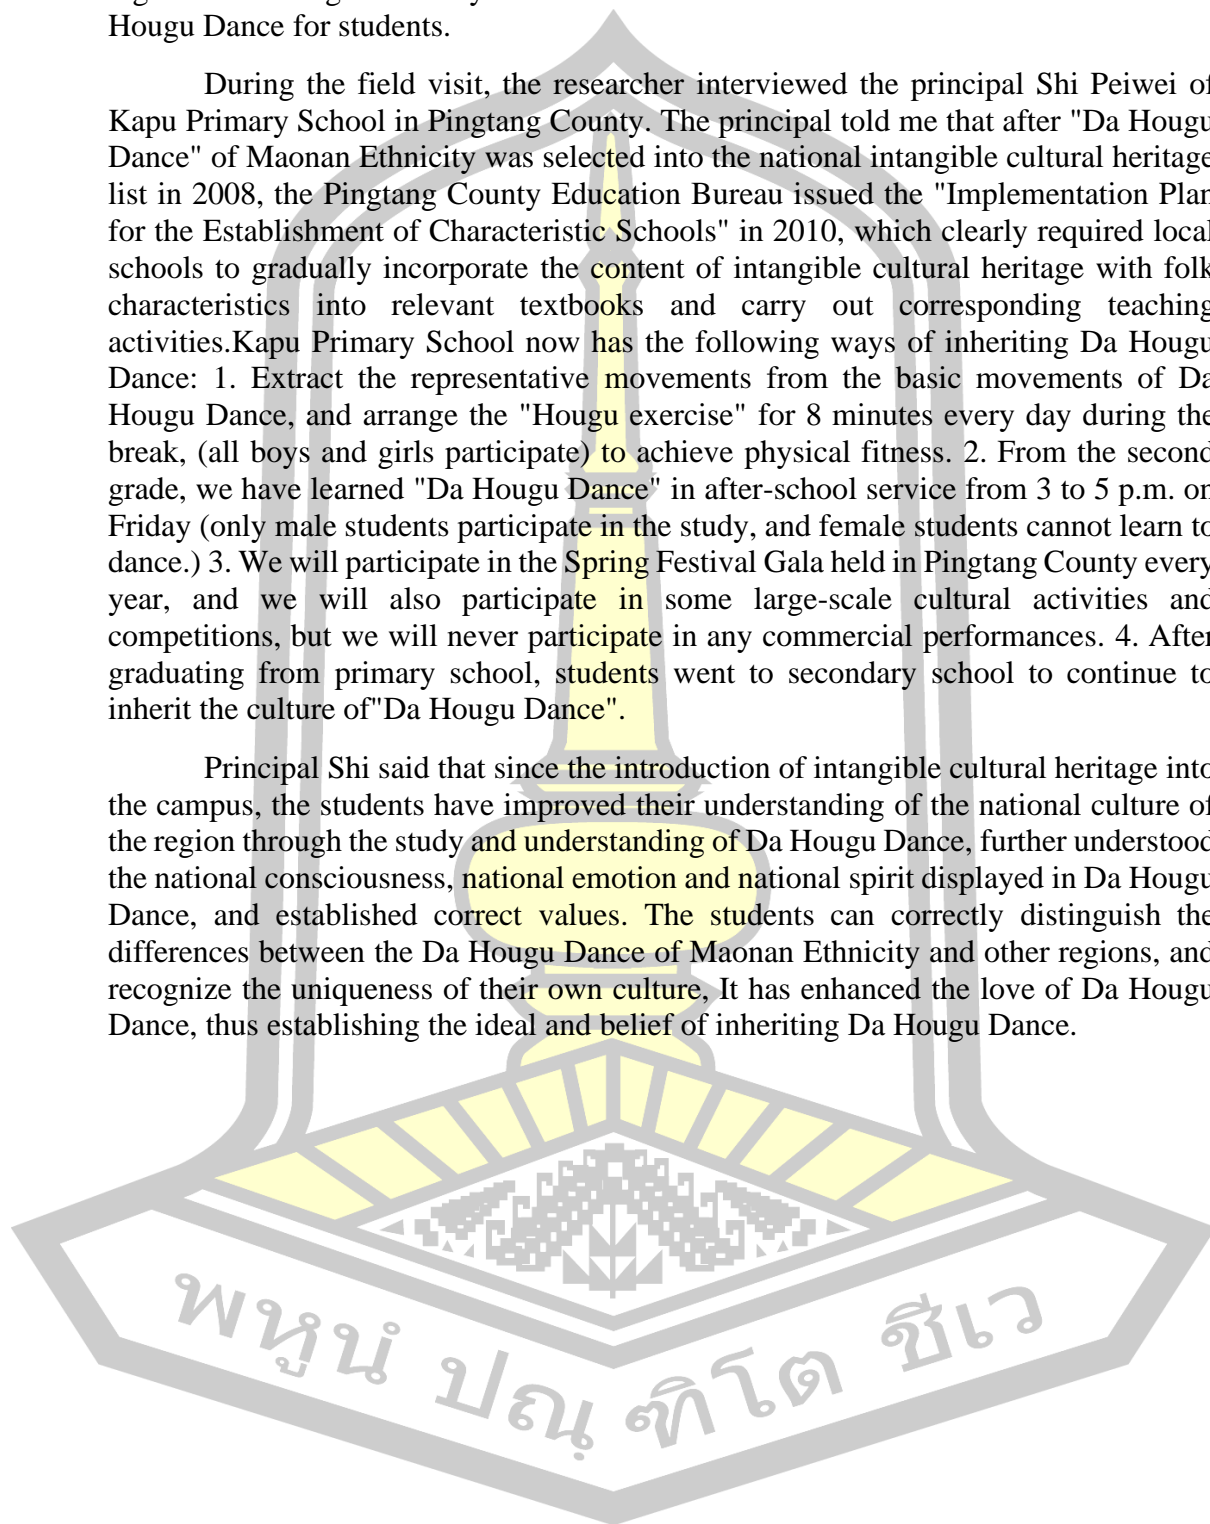 Hougu Dance for students.
During the field visit, the researcher interviewed the principal Shi Peiwei of
Kapu Primary School in Pingtang County. The principal told me that after "Da Hougu
Dance" of Maonan Ethnicity was selected into the national intangible cultural heritage
list in 2008, the Pingtang County Education Bureau issued the "Implementation Plan
for the Establishment of Characteristic Schools" in 2010, which clearly required local
schools to gradually incorporate the content of intangible cultural heritage with folk
characteristics into relevant textbooks and carry out corresponding teaching
activities.Kapu Primary School now has the following ways of inheriting Da Hougu
Dance: 1. Extract the representative movements from the basic movements of Da
Hougu Dance, and arrange the "Hougu exercise" for 8 minutes every day during the
break, (all boys and girls participate) to achieve physical fitness. 2. From the second
grade, we have learned "Da Hougu Dance" in after-school service from 3 to 5 p.m. on
Friday (only male students participate in the study, and female students cannot learn to
dance.) 3. We will participate in the Spring Festival Gala held in Pingtang County every
year, and we will also participate in some large-scale cultural activities and
competitions, but we will never participate in any commercial performances. 4. After
graduating from primary school, students went to secondary school to continue to
inherit the culture of"Da Hougu Dance".
Principal Shi said that since the introduction of intangible cultural heritage into
the campus, the students have improved their understanding of the national culture of
the region through the study and understanding of Da Hougu Dance, further understood
the national consciousness, national emotion and national spirit displayed in Da Hougu
Dance, and established correct values. The students can correctly distinguish the
differences between the Da Hougu Dance of Maonan Ethnicity and other regions, and
recognize the uniqueness of their own culture, It has enhanced the love of Da Hougu
Dance, thus establishing the ideal and belief of inheriting Da Hougu Dance.
พหูนํ ปณฺฑิโต ชีเว